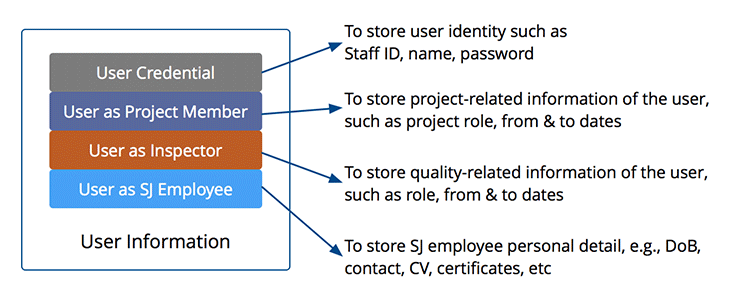 User Credential
User as Project Member
User as Inspector
User as SJ Employee
User Information
To store user identity such as
Staff ID, name, password
To store project-related information of the user,
such as project role, from & to dates
To store quality-related information of the user,
such as role, from & to dates
To store SJ employee personal detail, e.g., DoB,
contact, CV, certificates, etc